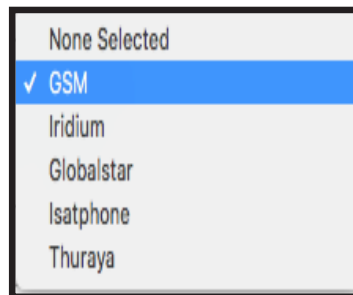 None Selected
✓ GSM
Iridium
Globalstar
Isatphone
Thuraya